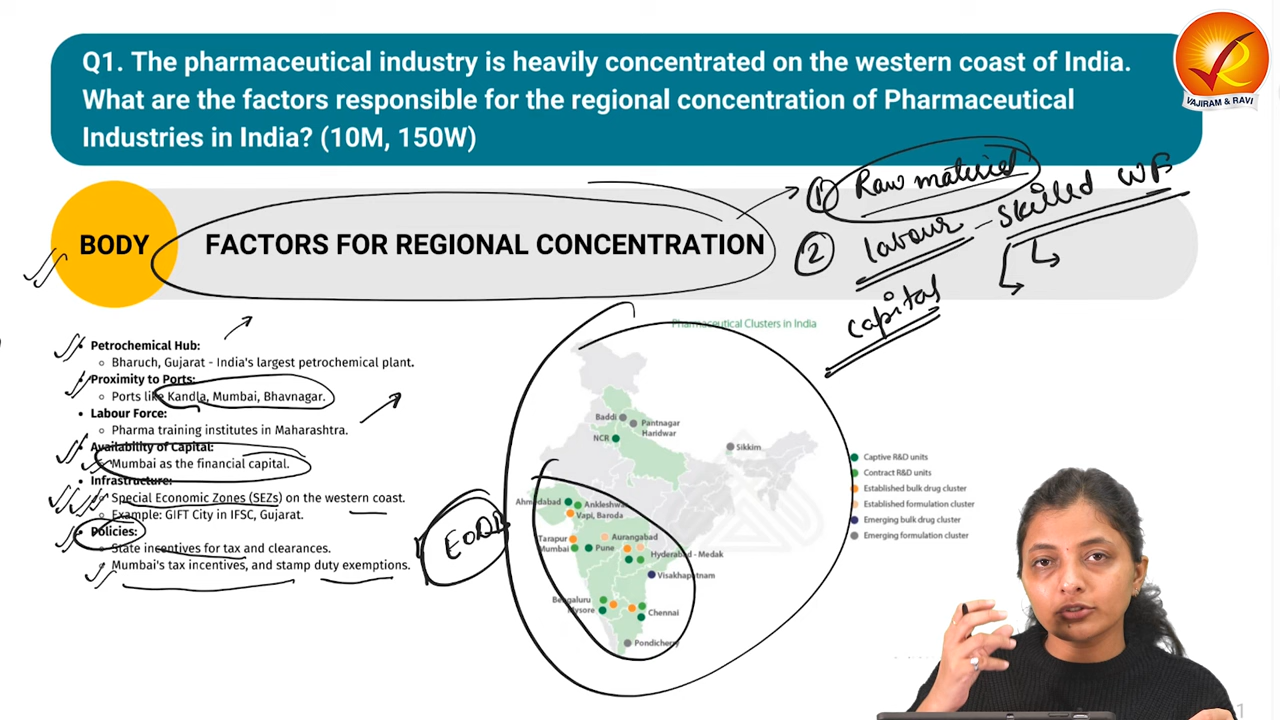 Q1. The pharmaceutical industry is heavily concentrated on the western coast of India.
What are the factors responsible for the regional concentration of Pharmaceutical
Industries in India? (10M, 150W)
VAJIRAM & RAVI
① Raw material
② labour - skilled WF
capital
BODY
FACTORS FOR REGIONAL CONCENTRATION
• Petrochemical Hub:
Bharuch, Gujarat - India's largest petrochemical plant.
• Proximity to Ports:
Ports like Kandla, Mumbai, Bhavnagar.
• Labour Force:
Pharma training institutes in Maharashtra.
• Availability of Capital:
Mumbai as the financial capital.
• Infrastructure:
Special Economic Zones (SEZs) on the western coast.
Example: GIFT City in IFSC, Gujarat.
• Policies:
State incentives for tax and clearances.
Mumbai's tax incentives, and stamp duty exemptions.
Pharmaceutical Clusters in India
Baddi
Pantnagar
Haridwar
NCR
Sikkim
Ahmedabad
Ankleshwar
Vapi, Baroda
Tarapur
Aurangabad
Mumbai
Pune
Hyderabad - Medak
Visakhapatnam
Bengaluru
Mysore
Chennai
Pondicherry
Captive R&D units
Contract R&D units
Established bulk drug cluster
Established formulation cluster
Emerging bulk drug cluster
Emerging formulation cluster